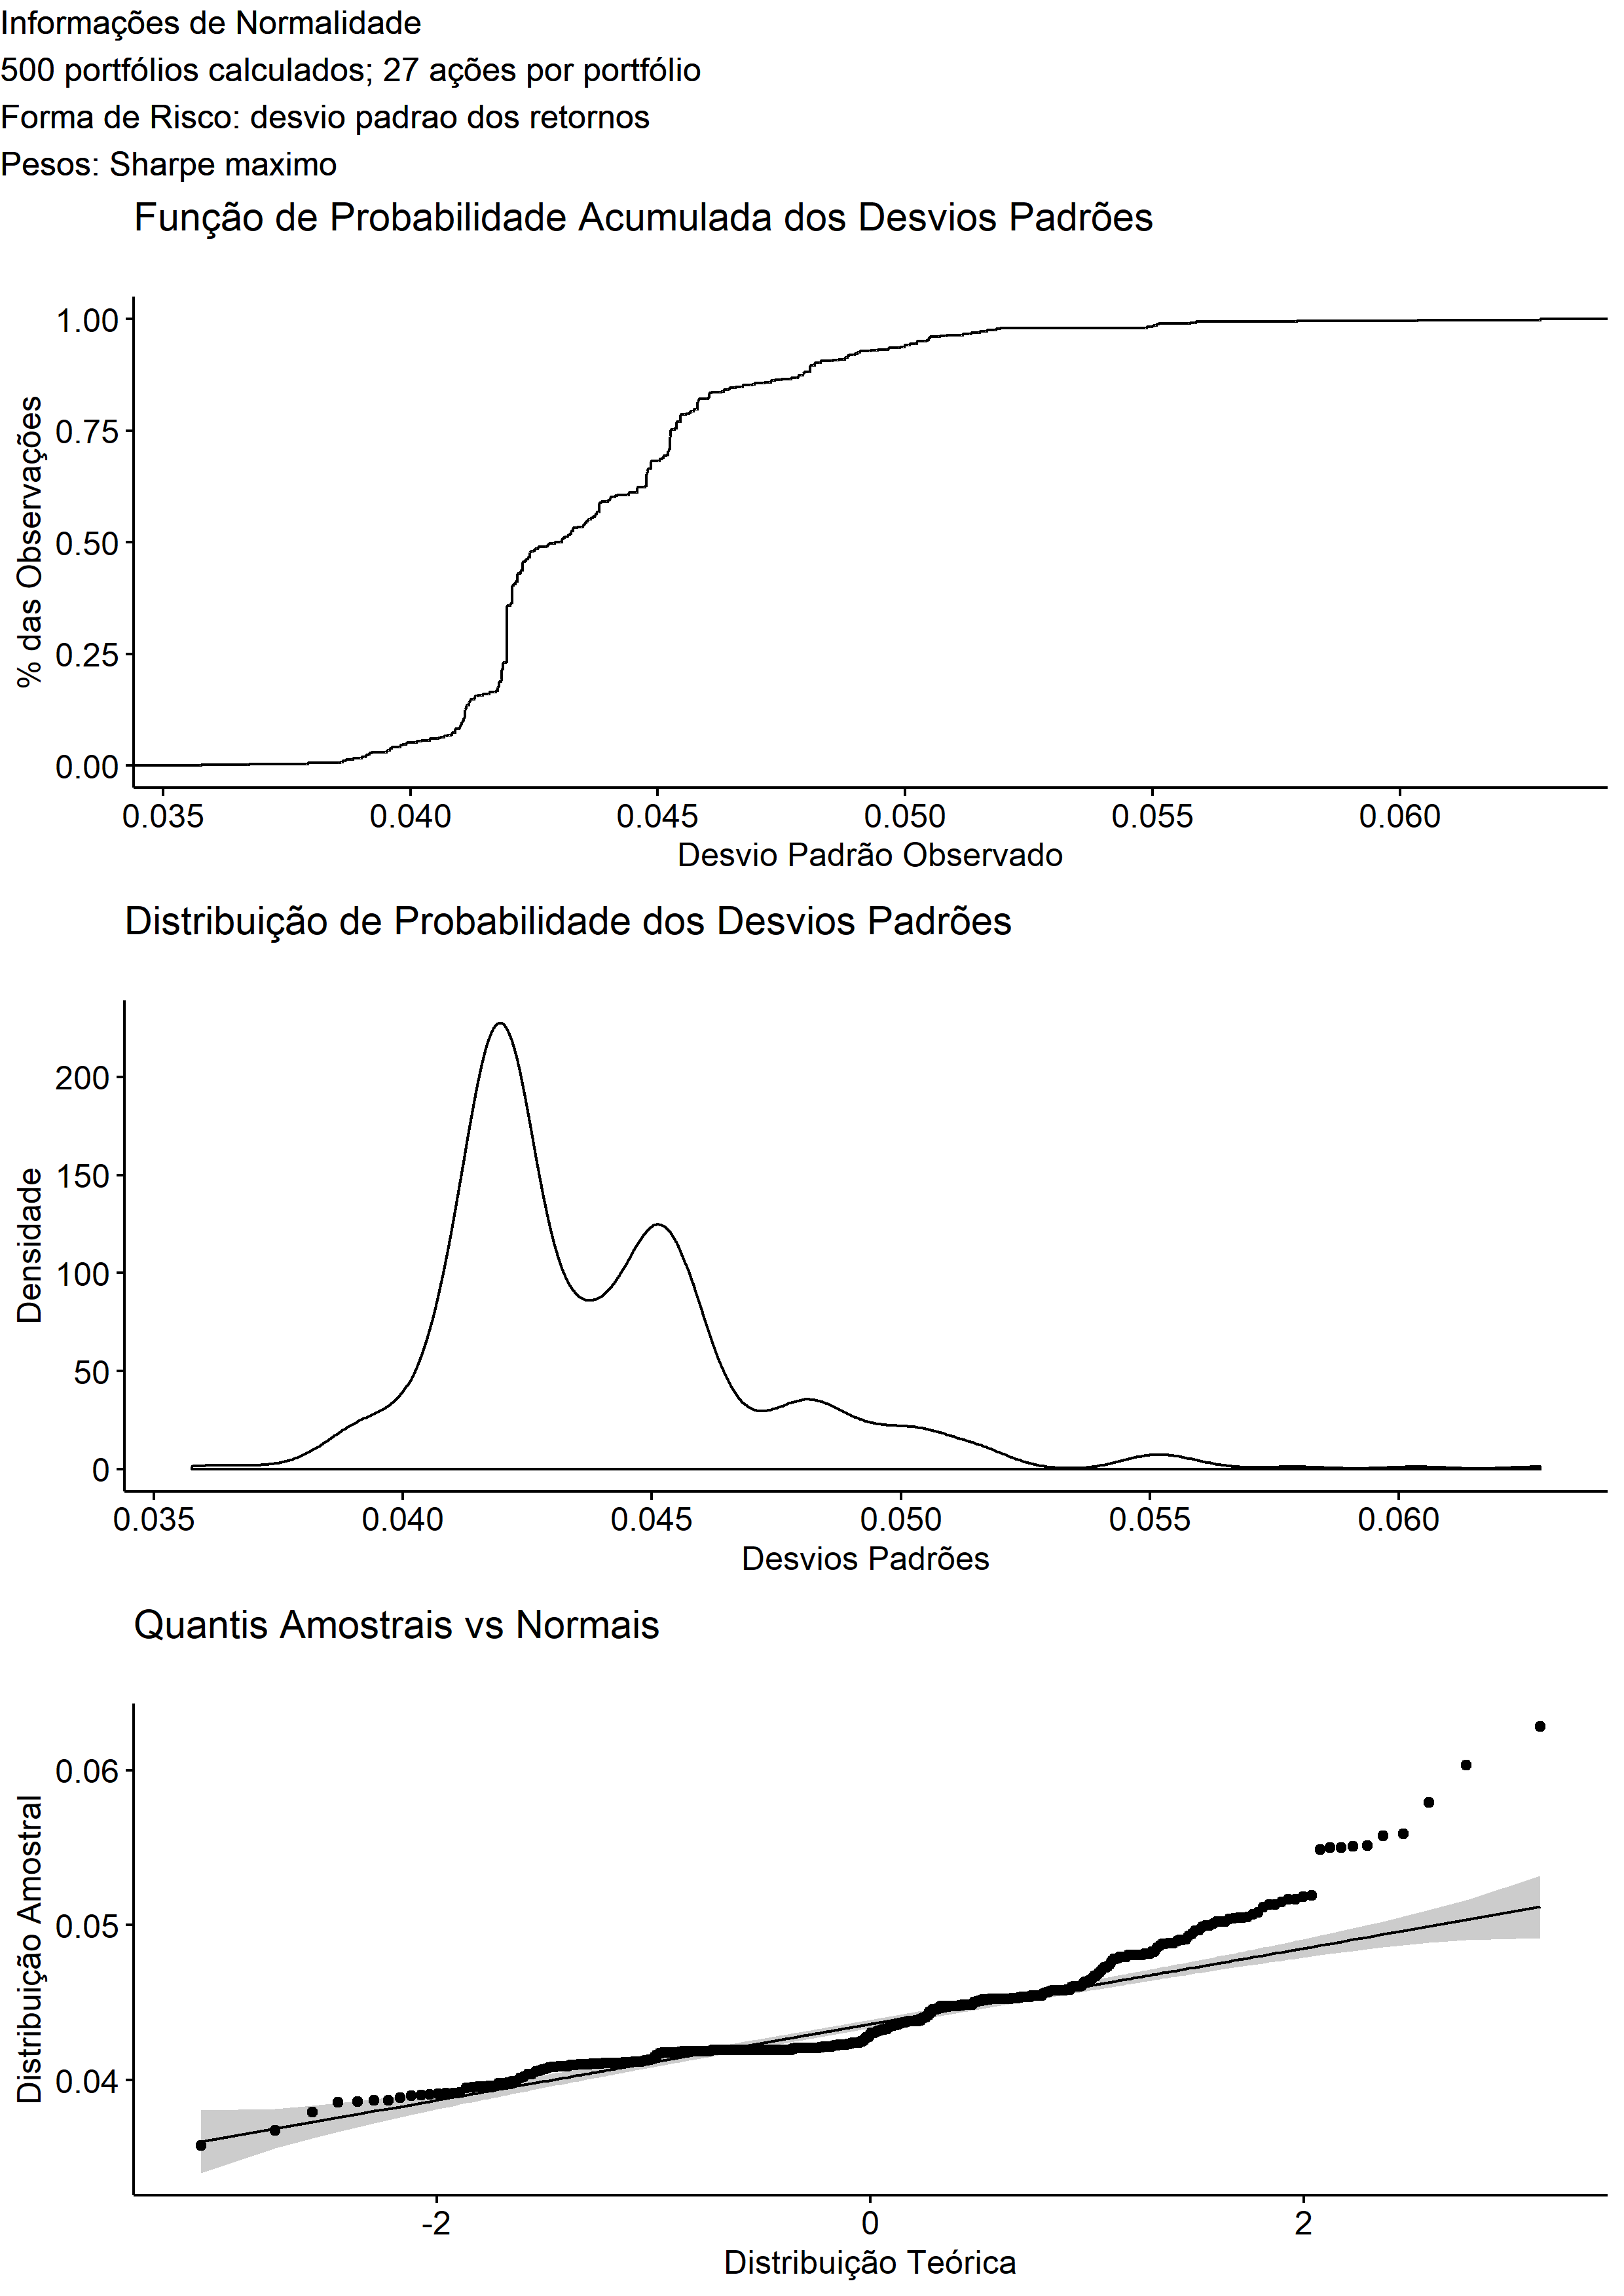 Informações de Normalidade
500 portfólios calculados; 27 ações por portfólio
Forma de Risco: desvio padrao dos retornos
Pesos: Sharpe maximo
Função de Probabilidade Acumulada dos Desvios Padrões
% das Observações
1.00
0.75
0.50
0.25
0.00
0.035 0.040 0.045 0.050 0.055 0.060
Desvio Padrão Observado
Distribuição de Probabilidade dos Desvios Padrões
Densidade
200
150
100
50
0
0.035 0.040 0.045 0.050 0.055 0.060
Desvios Padrões
Quantis Amostrais vs Normais
Distribuição Amostral
0.06
0.05
0.04
-2 0 2
Distribuição Teórica